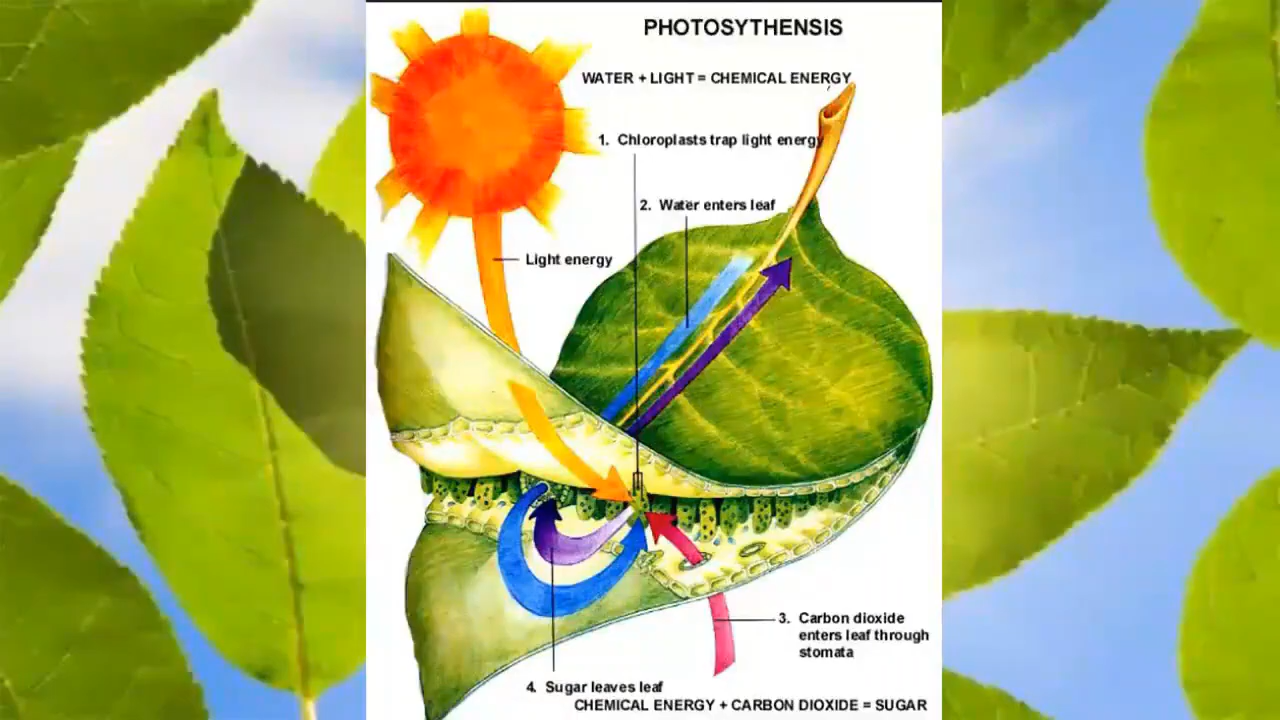 PHOTOSYTHENSIS
WATER + LIGHT = CHEMICAL ENERGY
1. Chloroplasts trap light energy
2. Water enters leaf
Light energy
3. Carbon dioxide
enters leaf through
stomata
4. Sugar leaves leaf
CHEMICAL ENERGY + CARBON DIOXIDE = SUGAR